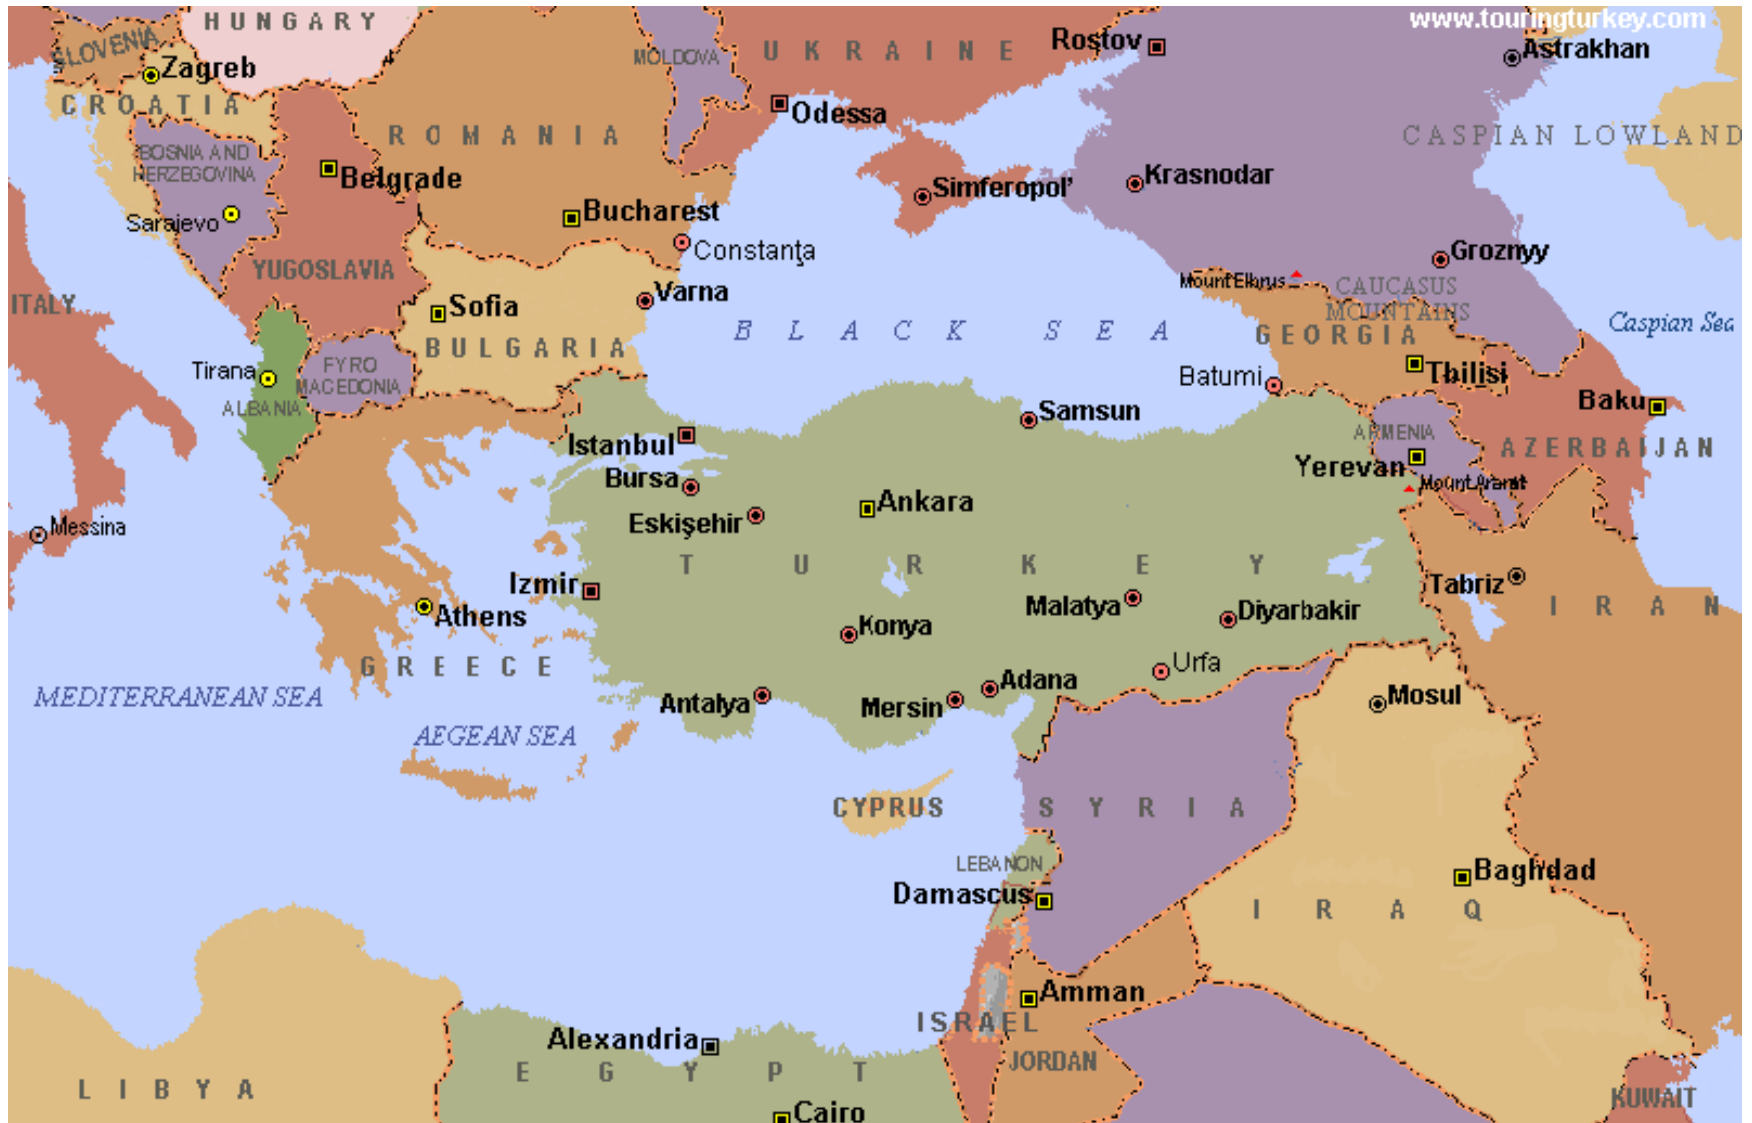 HUNGARY
www.touringturkey.com
SLOVENIA
Zagreb
MOLDOVA
UKRAINE
Rostov
Astrakhan
CROATIA
Odessa
ROMANIA
CASPIAN LOWLAND
BOSNIA AND
HERZEGOVINA
Belgrade
Simferopol'
Krasnodar
Sarajevo
Bucharest
Constanţa
Groznyy
YUGOSLAVIA
Mount Elbrus
CAUCASUS
MOUNTAINS
ITALY
Sofia
Varna
BLACK SEA
GEORGIA
Caspian Sea
BULGARIA
Tirana
FYRO
MACEDONIA
Batumi
Tbilisi
ALBANIA
Samsun
Baku
Istanbul
ARMENIA
AZERBAIJAN
Bursa
Yerevan
Mount Ararat
Ankara
Messina
Eskişehir
TURKEY
Izmir
Tabriz
Athens
Malatya
Diyarbakir
IRAN
Konya
GREECE
Urfa
MEDITERRANEAN SEA
Antalya
Mersin
Adana
Mosul
AEGEAN SEA
CYPRUS
SYRIA
LEBANON
Baghdad
Damascus
IRAQ
Amman
ISRAEL
Alexandria
JORDAN
EGYPT
LIBYA
KUWAIT
Cairo